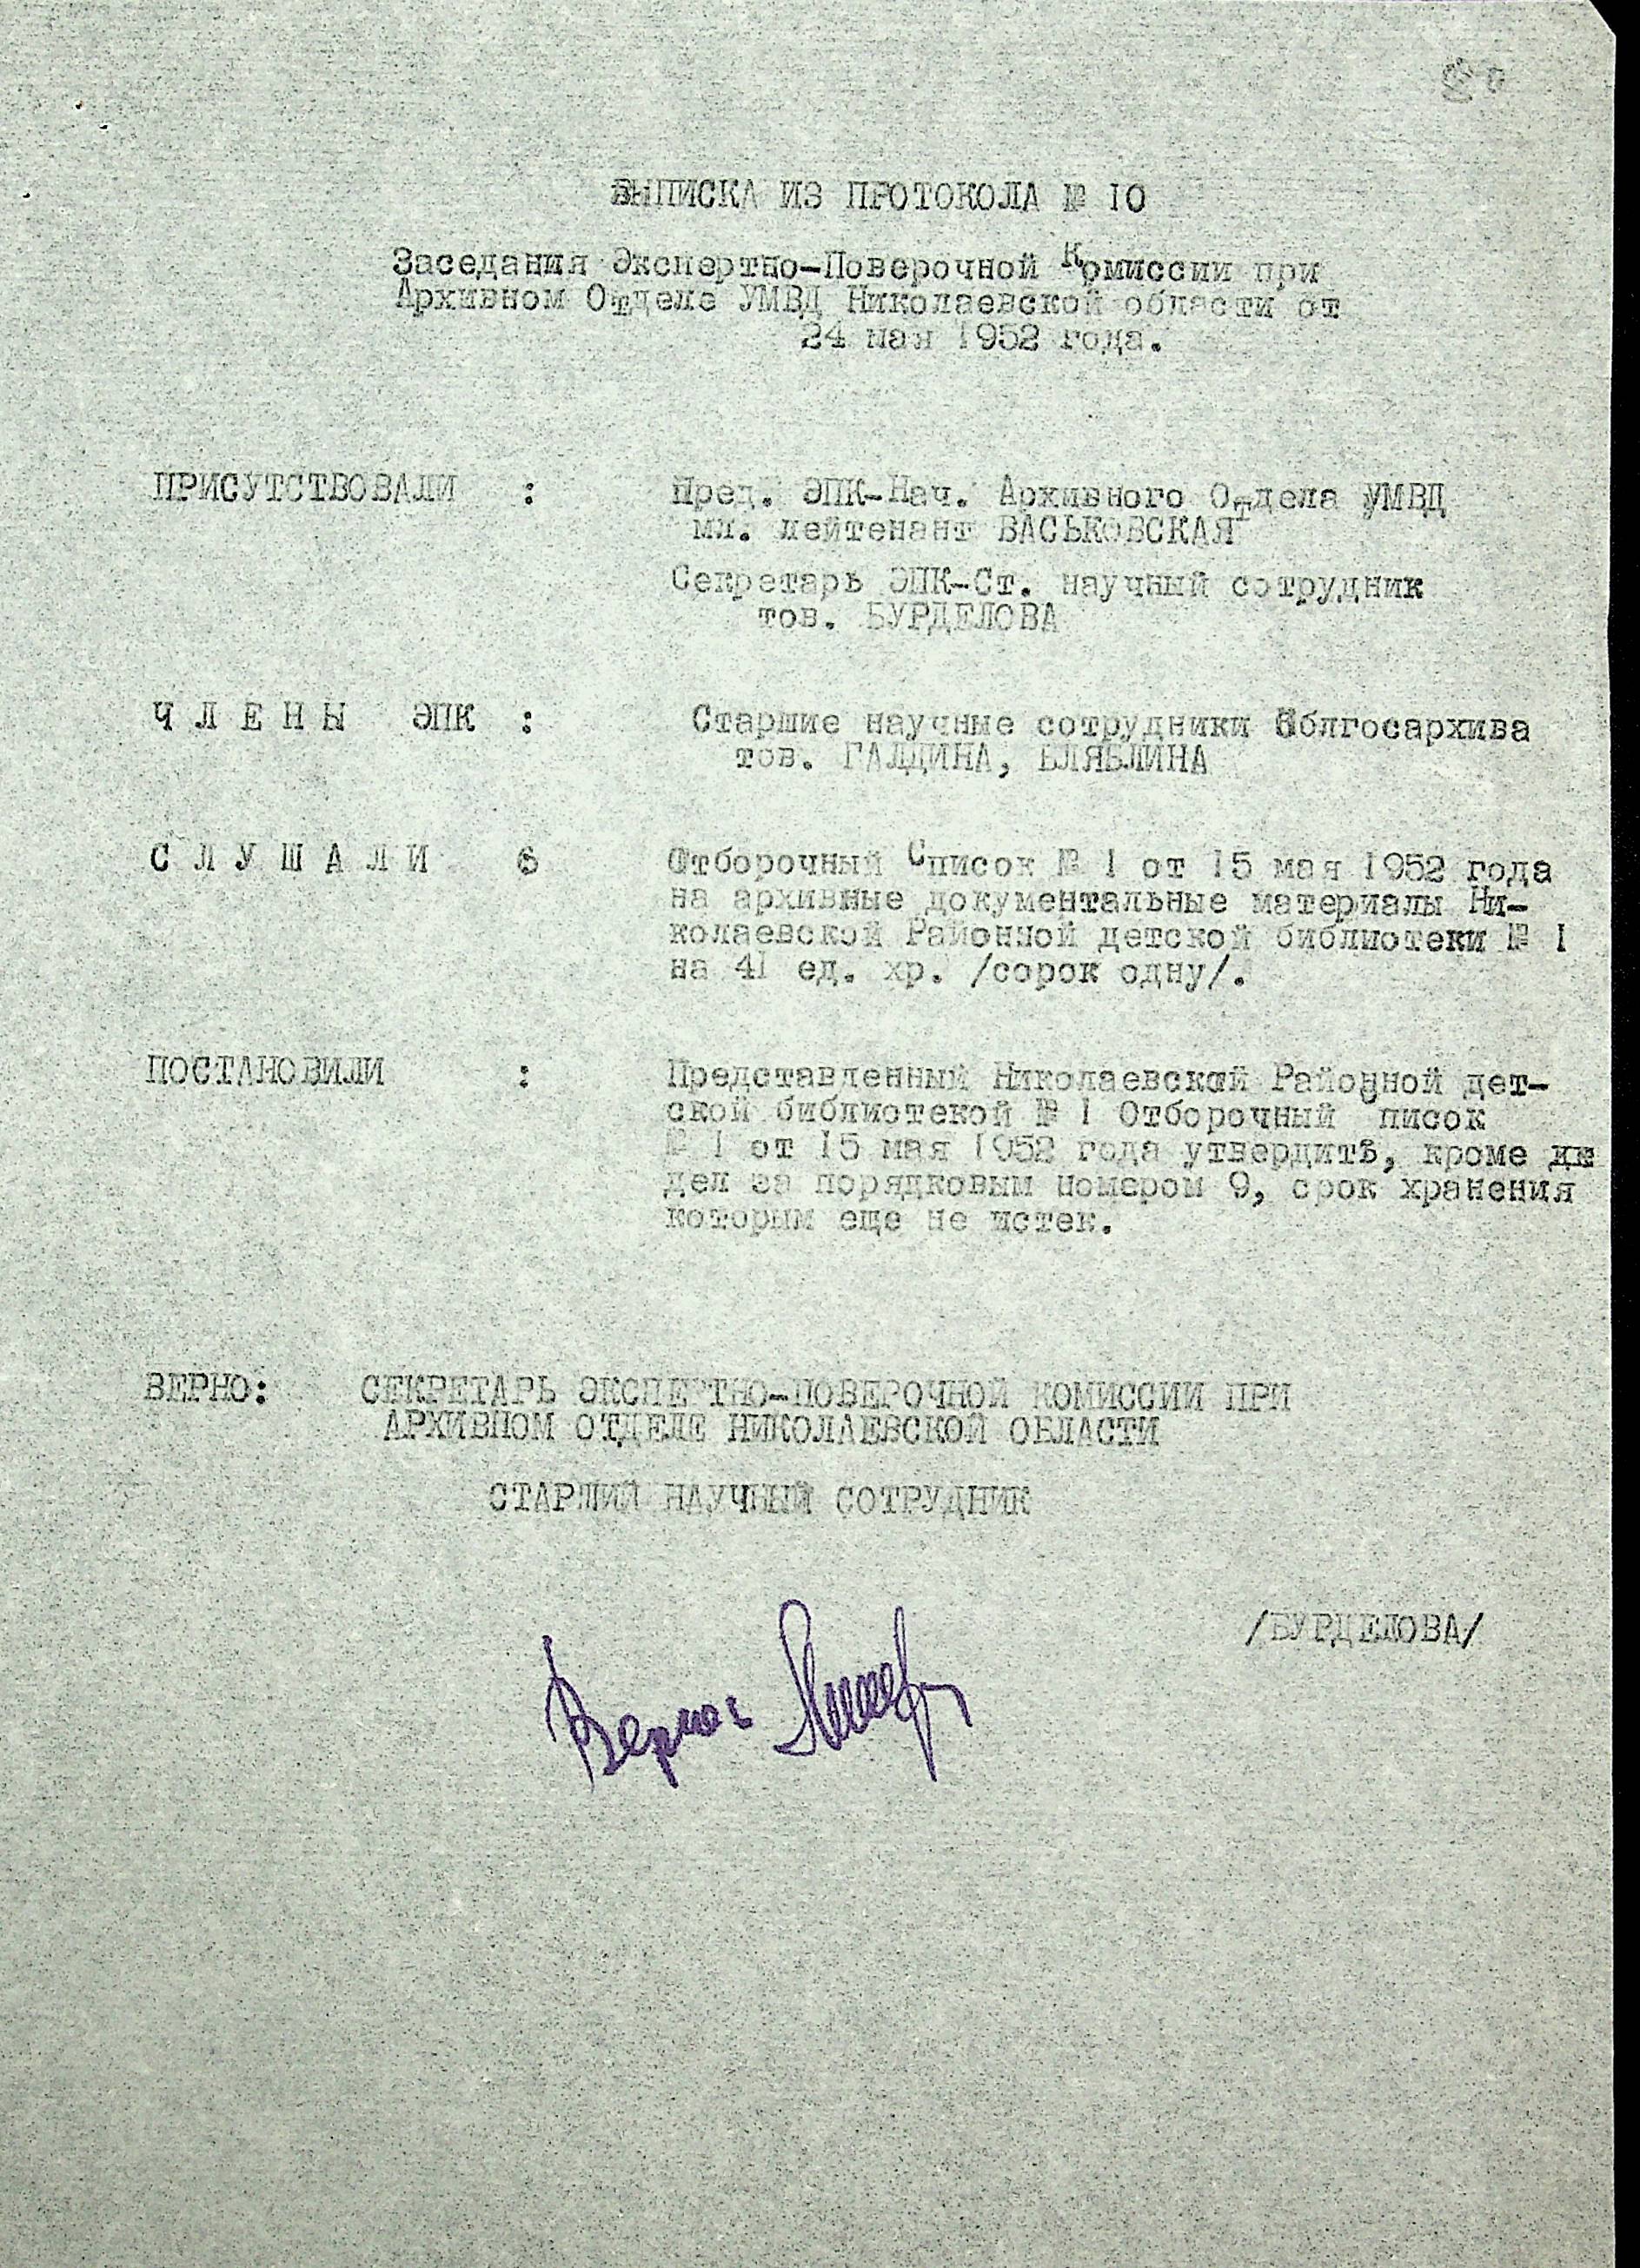 ВЫПИСКА ИЗ ПРОТОКОЛА № 10
Заседания Экспертно-Поверочной Комиссии при
Архивном Отделе УМВД Николаевской области от
24 мая 1952 года.
ПРИСУТСТВОВАЛИ : Пред. ЭПК-Нач. Архивного Отдела УМВД
мл. лейтенант ВАСЬКОВСКАЯ
Секретарь ЭПК-Ст. научный сотрудник
тов. БУРДЕЛОВА
Ч Л Е Н Ы ЭПК : Старшие научные сотрудники облгосархива
тов. ГАЛДИНА, БЛЯБЛИНА
С Л У Ш А Л И 6 Отборочный Список № 1 от 15 мая 1952 года
на архивные документальные материалы Ни-
колаевской Районной детской библиотеки № 1
на 41 ед. хр. /сорок одну/.
ПОСТАНОВИЛИ : Представленный Николаевской Районной дет-
ской библиотекой № 1 Отборочный писок
№ 1 от 15 мая 1952 года утвердить, кроме де
дел за порядковым номером 9, срок хранения
которым еще не истек.
ВЕРНО: СЕКРЕТАРЬ ЭКСПЕРТНО-ПОВЕРОЧНОЙ КОМИССИИ ПРИ
АРХИВНОМ ОТДЕЛЕ НИКОЛАЕВСКОЙ ОБЛАСТИ
СТАРШИЙ НАУЧНЫЙ СОТРУДНИК
/БУРДЕЛОВА/
Верно: